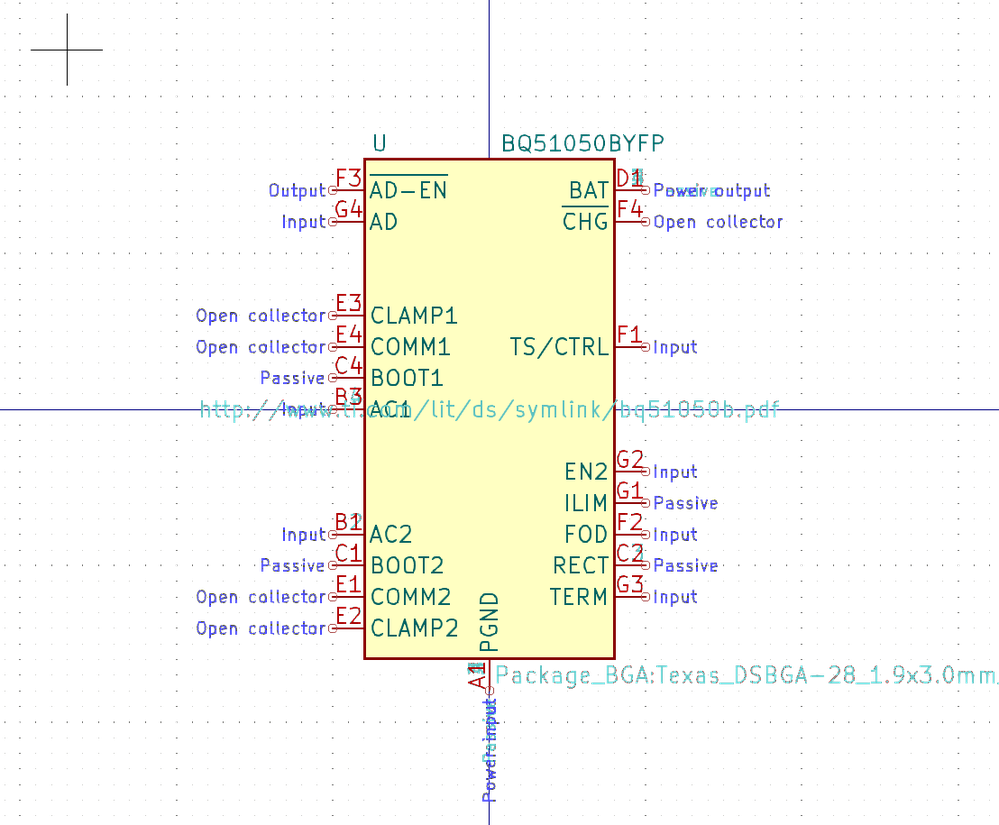 U BQ51050BYFP
Output F3 AD-EN BAT D1 Power output
Input G4 AD CHG F4 Open collector
Open collector E3 CLAMP1
Open collector E4 COMM1 TS/CTRL F1 Input
Passive C4 BOOT1
Input B3 AC1
http://www.ti.com/lit/ds/symlink/bq51050b.pdf
EN2 G2 Input
ILIM G1 Passive
Input B1 AC2 FOD F2 Input
Passive C1 BOOT2 RECT C2 Passive
Open collector E1 COMM2 TERM G3 Input
Open collector E2 CLAMP2
PGND
A1 Package_BGA:Texas_DSBGA-28_1.9x3.0mm
Power input